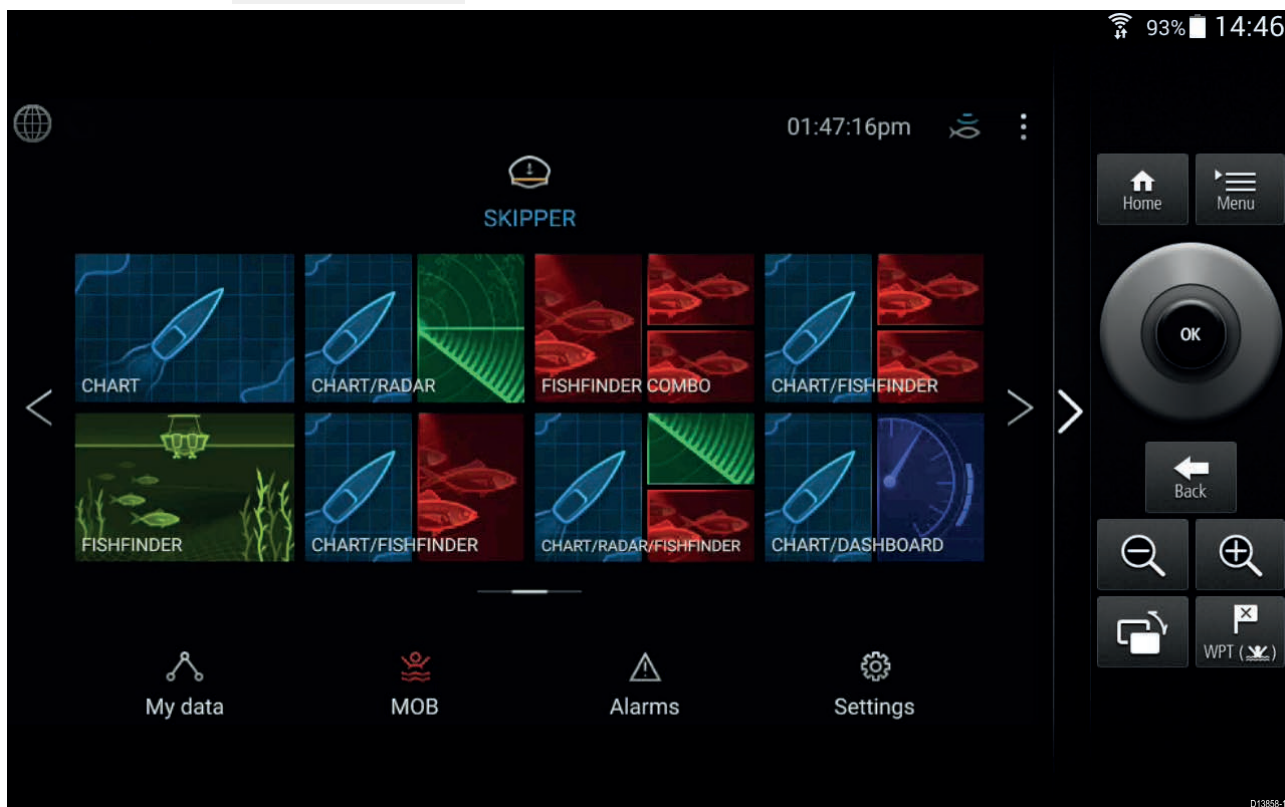 93% 14:46
01:47:16pm
SKIPPER
Home
Menu
CHART
CHART/RADAR
FISHFINDER COMBO
CHART/FISHFINDER
OK
FISHFINDER
CHART/FISHFINDER
CHART/RADAR/FISHFINDER
CHART/DASHBOARD
Back
WPT ( )
My data
MOB
Alarms
Settings